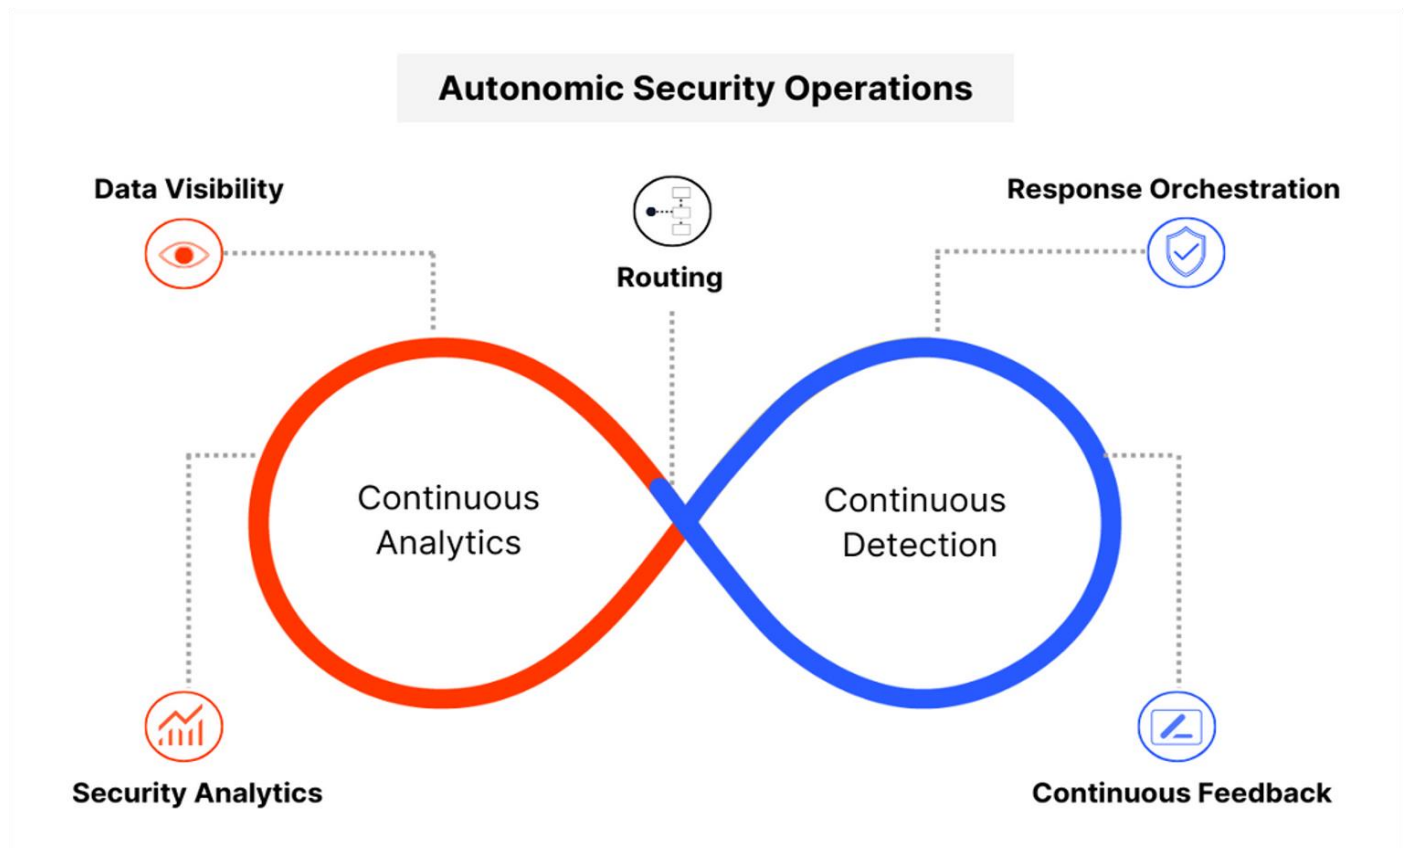 Autonomic Security Operations
Data Visibility
Response Orchestration
Routing
Continuous
Analytics
Continuous
Detection
Security Analytics
Continuous Feedback